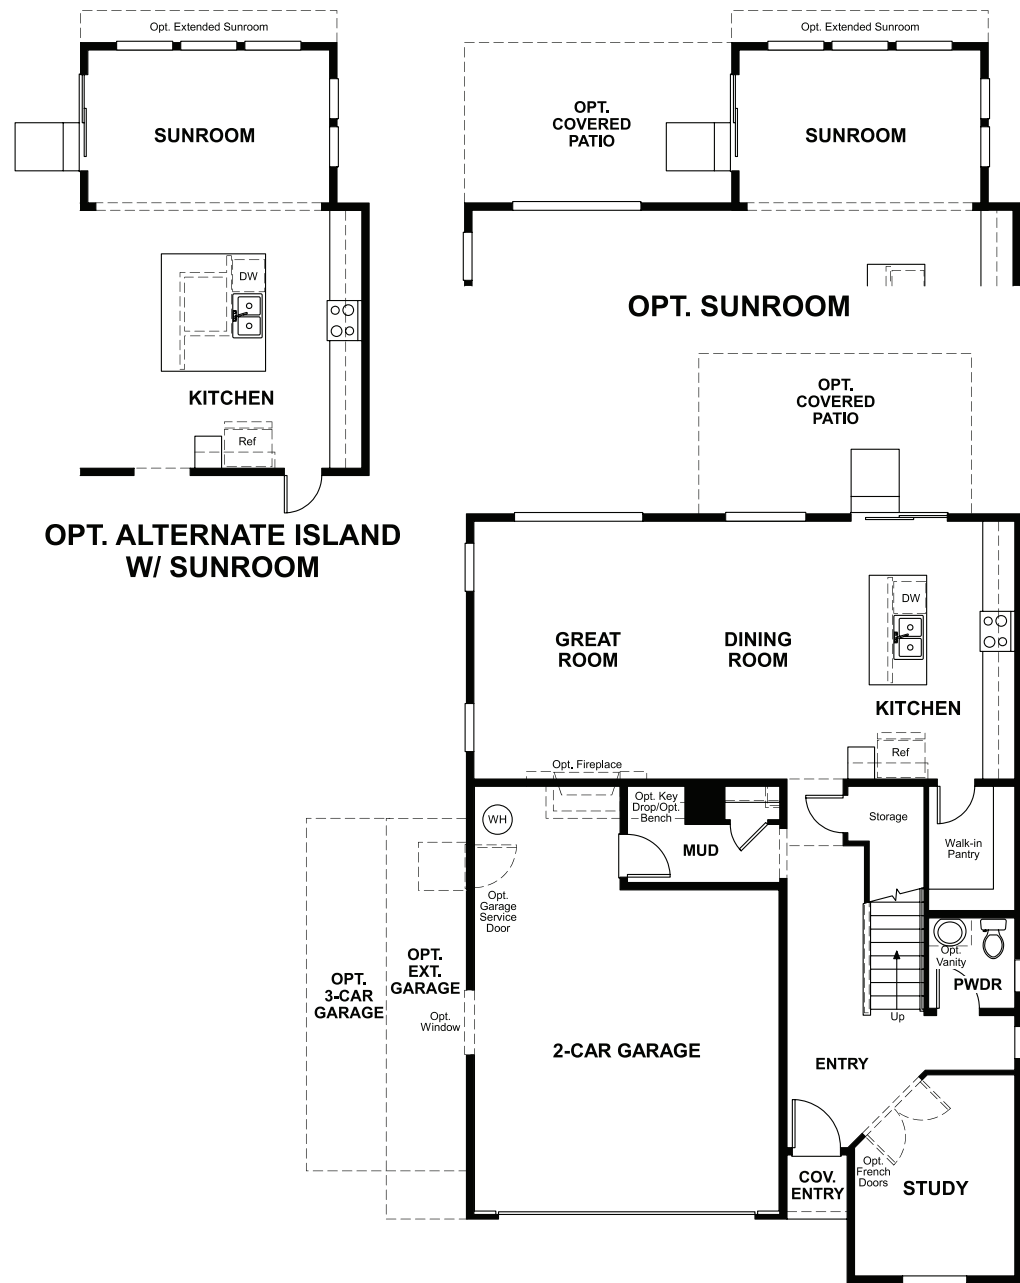 Opt. Extended Sunroom
SUNROOM
DW
KITCHEN
Ref
OPT. ALTERNATE ISLAND
W/ SUNROOM
Opt. Extended Sunroom
OPT.
COVERED
PATIO
SUNROOM
OPT. SUNROOM
OPT.
COVERED
PATIO
GREAT
ROOM
DINING
ROOM
DW
KITCHEN
Ref
Opt. Fireplace
WH
Opt. Key
Drop/Opt.
Bench
MUD
Storage
Walk-in
Pantry
Opt.
Garage
Service
Door
OPT.
3-CAR
GARAGE
OPT.
EXT.
GARAGE
Opt.
Window
2-CAR GARAGE
Opt.
Vanity
PWDR
Up
ENTRY
COV.
ENTRY
Opt.
French
Doors
STUDY